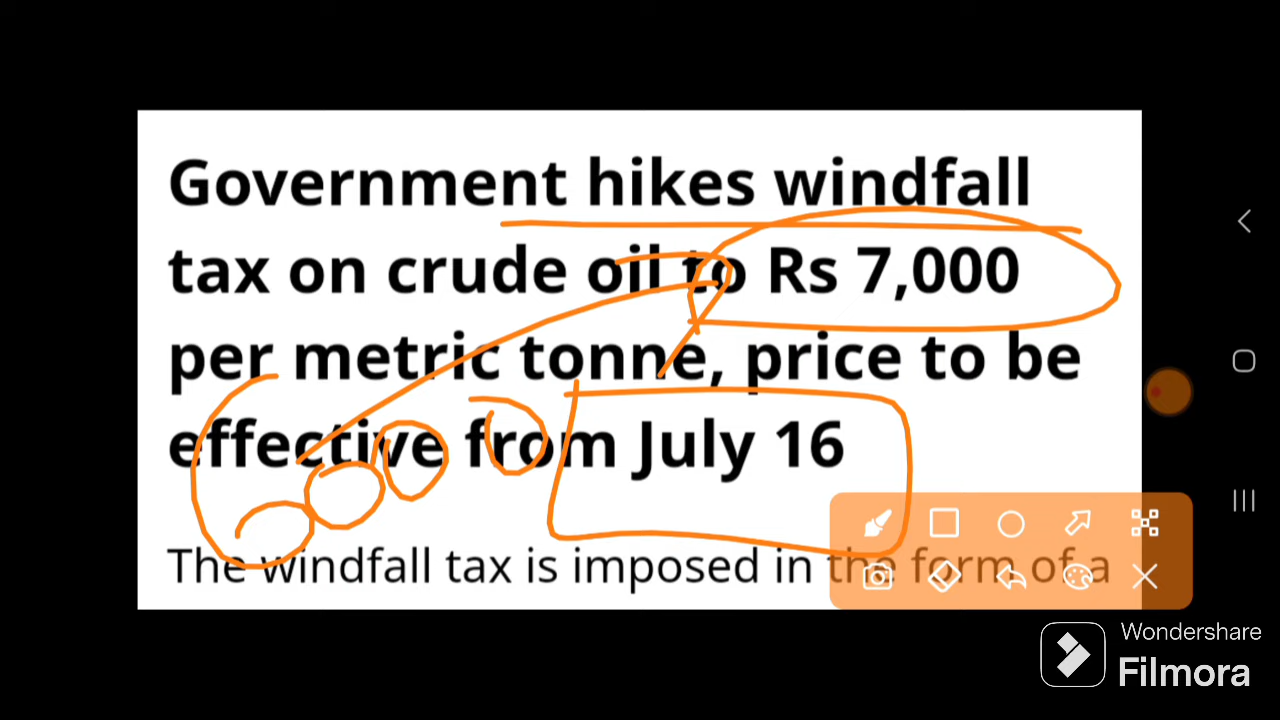 Government hikes windfall
tax on crude oil to Rs 7,000
per metric tonne, price to be
effective from July 16
The windfall tax is imposed in the form of a
Wondershare
Filmora